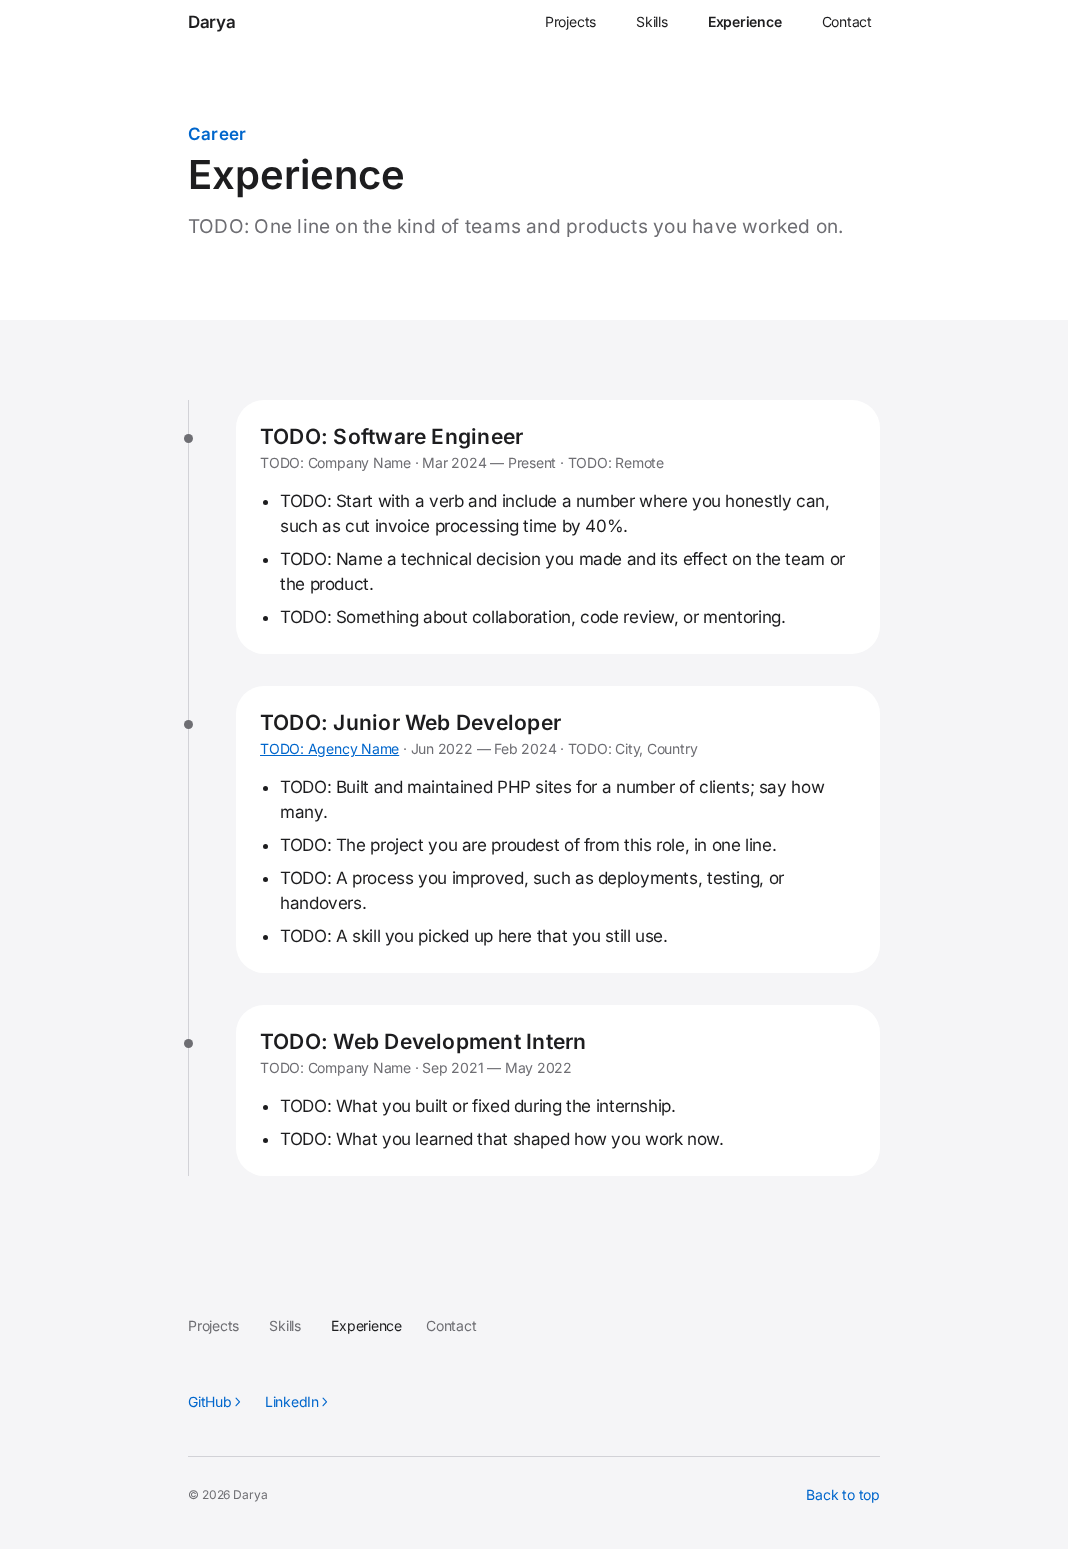 Darya
Projects
Skills
Experience
Contact
Career
Experience
TODO: One line on the kind of teams and products you have worked on.
TODO: Software Engineer
TODO: Company Name · Mar 2024 — Present · TODO: Remote
• TODO: Start with a verb and include a number where you honestly can,
such as cut invoice processing time by 40%.
• TODO: Name a technical decision you made and its effect on the team or
the product.
• TODO: Something about collaboration, code review, or mentoring.
TODO: Junior Web Developer
TODO: Agency Name · Jun 2022 — Feb 2024 · TODO: City, Country
• TODO: Built and maintained PHP sites for a number of clients; say how
many.
• TODO: The project you are proudest of from this role, in one line.
• TODO: A process you improved, such as deployments, testing, or
handovers.
• TODO: A skill you picked up here that you still use.
TODO: Web Development Intern
TODO: Company Name · Sep 2021 — May 2022
• TODO: What you built or fixed during the internship.
• TODO: What you learned that shaped how you work now.
Projects
Skills
Experience
Contact
GitHub
LinkedIn
© 2026 Darya
Back to top